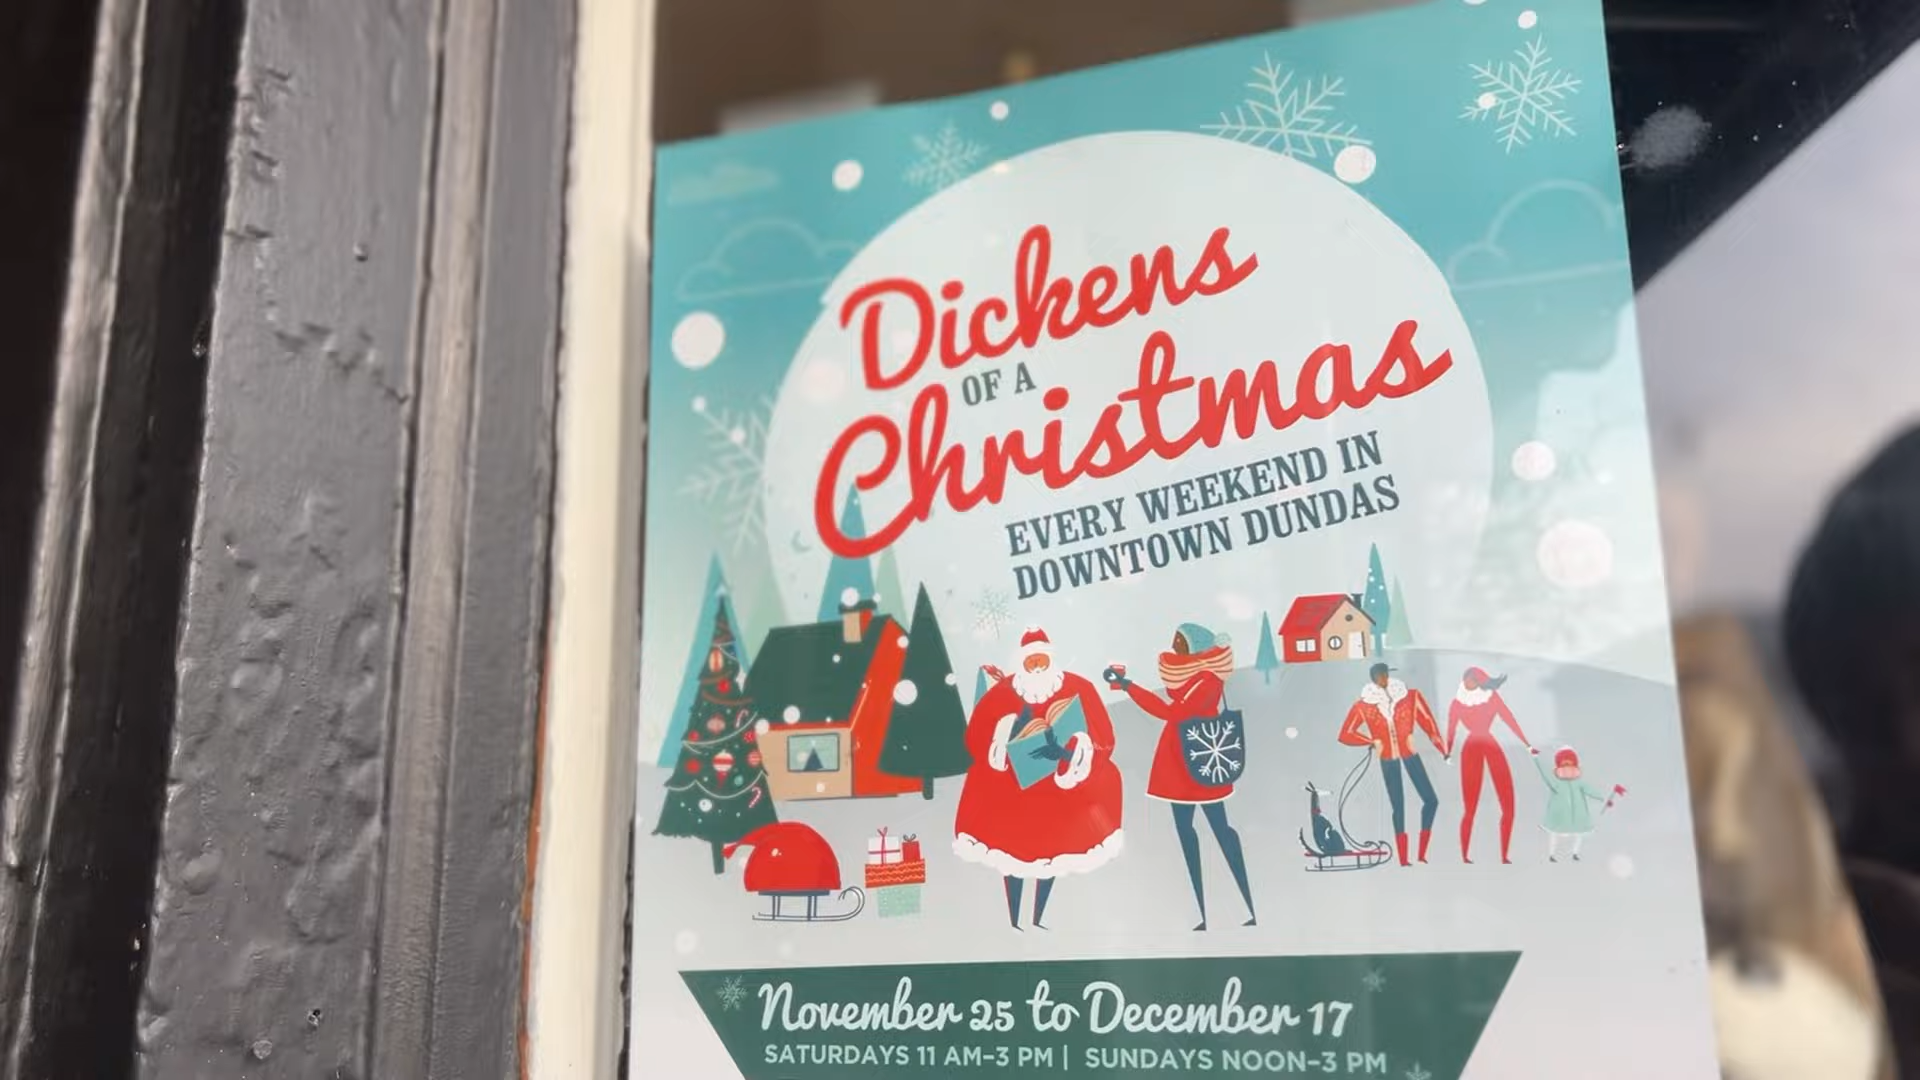 Dickens
OF A
Christmas
EVERY WEEKEND IN
DOWNTOWN DUNDAS
November 25 to December 17
SATURDAYS 11 AM–3 PM | SUNDAYS NOON–3 PM